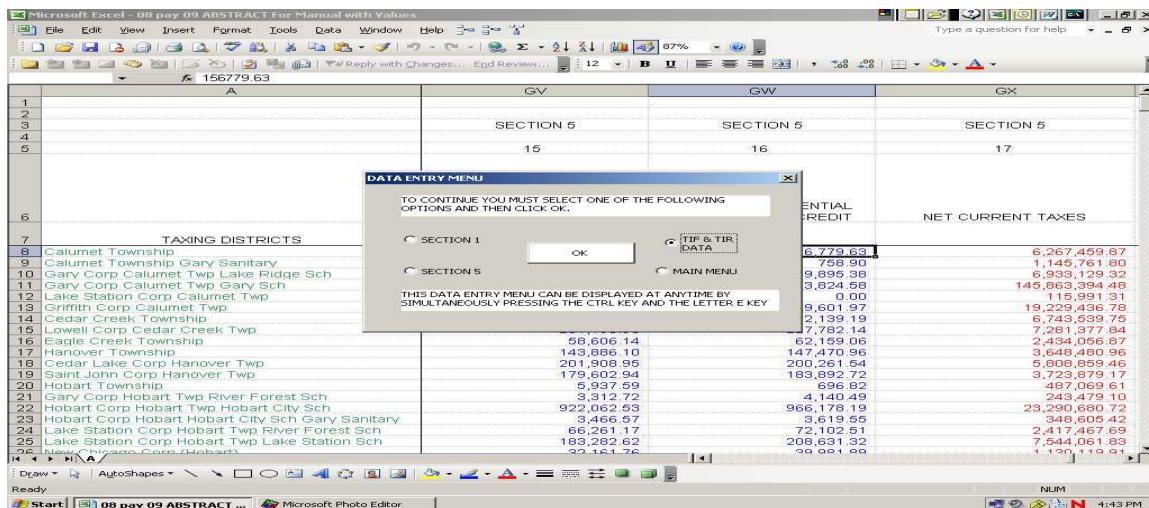 Microsoft Excel - 08 pay 09 ABSTRACT For Manual with Values
File Edit View Insert Format Tools Data Window Help
Type a question for help
87%
Reply with Changes... End Review...
12 B U
fx 156779.63
A GV GW GX
1
2
3 SECTION 5 SECTION 5 SECTION 5
4
5 15 16 17
DATA ENTRY MENU
TO CONTINUE YOU MUST SELECT ONE OF THE FOLLOWING
OPTIONS AND THEN CLICK OK.
SECTION 1
OK
TIF & TIR
DATA
SECTION 5
MAIN MENU
THIS DATA ENTRY MENU CAN BE DISPLAYED AT ANYTIME BY
SIMULTANEOUSLY PRESSING THE CTRL KEY AND THE LETTER E KEY
ENTIAL
6 CREDIT NET CURRENT TAXES
7 TAXING DISTRICTS
8 Calumet Township 6,779.63 6,267,459.87
9 Calumet Township Gary Sanitary 758.90 1,145,761.80
10 Gary Corp Calumet Twp Lake Ridge Sch 9,895.38 6,933,129.32
11 Gary Corp Calumet Twp Gary Sch 3,824.58 145,863,394.48
12 Lake Station Corp Calumet Twp 0.00 115,991.31
13 Griffith Corp Calumet Twp 9,601.97 19,229,436.78
14 Cedar Creek Township 2,139.19 6,743,539.75
15 Lowell Corp Cedar Creek Twp 7,782.14 7,281,377.84
16 Eagle Creek Township 58,606.14 62,159.06 2,434,056.87
17 Hanover Township 143,886.10 147,470.96 3,648,480.96
18 Cedar Lake Corp Hanover Twp 201,908.95 200,261.54 5,808,859.46
19 Saint John Corp Hanover Twp 179,602.94 183,892.72 3,723,879.17
20 Hobart Township 5,937.59 696.82 487,069.61
21 Gary Corp Hobart Twp River Forest Sch 3,312.72 4,140.49 243,479.10
22 Hobart Corp Hobart Twp Hobart City Sch 922,062.53 966,178.19 23,290,680.72
23 Hobart Corp Hobart Hobart City Sch Gary Sanitary 3,466.57 3,619.55 348,605.42
24 Lake Station Corp Hobart Twp River Forest Sch 66,261.17 72,102.51 2,417,467.69
25 Lake Station Corp Hobart Twp Lake Station Sch 183,282.62 208,631.32 7,544,061.83
26 New Chicago Corp (Hobart) 32,161.76 39,981.89 1,130,119.91
A
Draw AutoShapes
Ready NUM
Start 08 pay 09 ABSTRACT ... Microsoft Photo Editor 4:43 PM